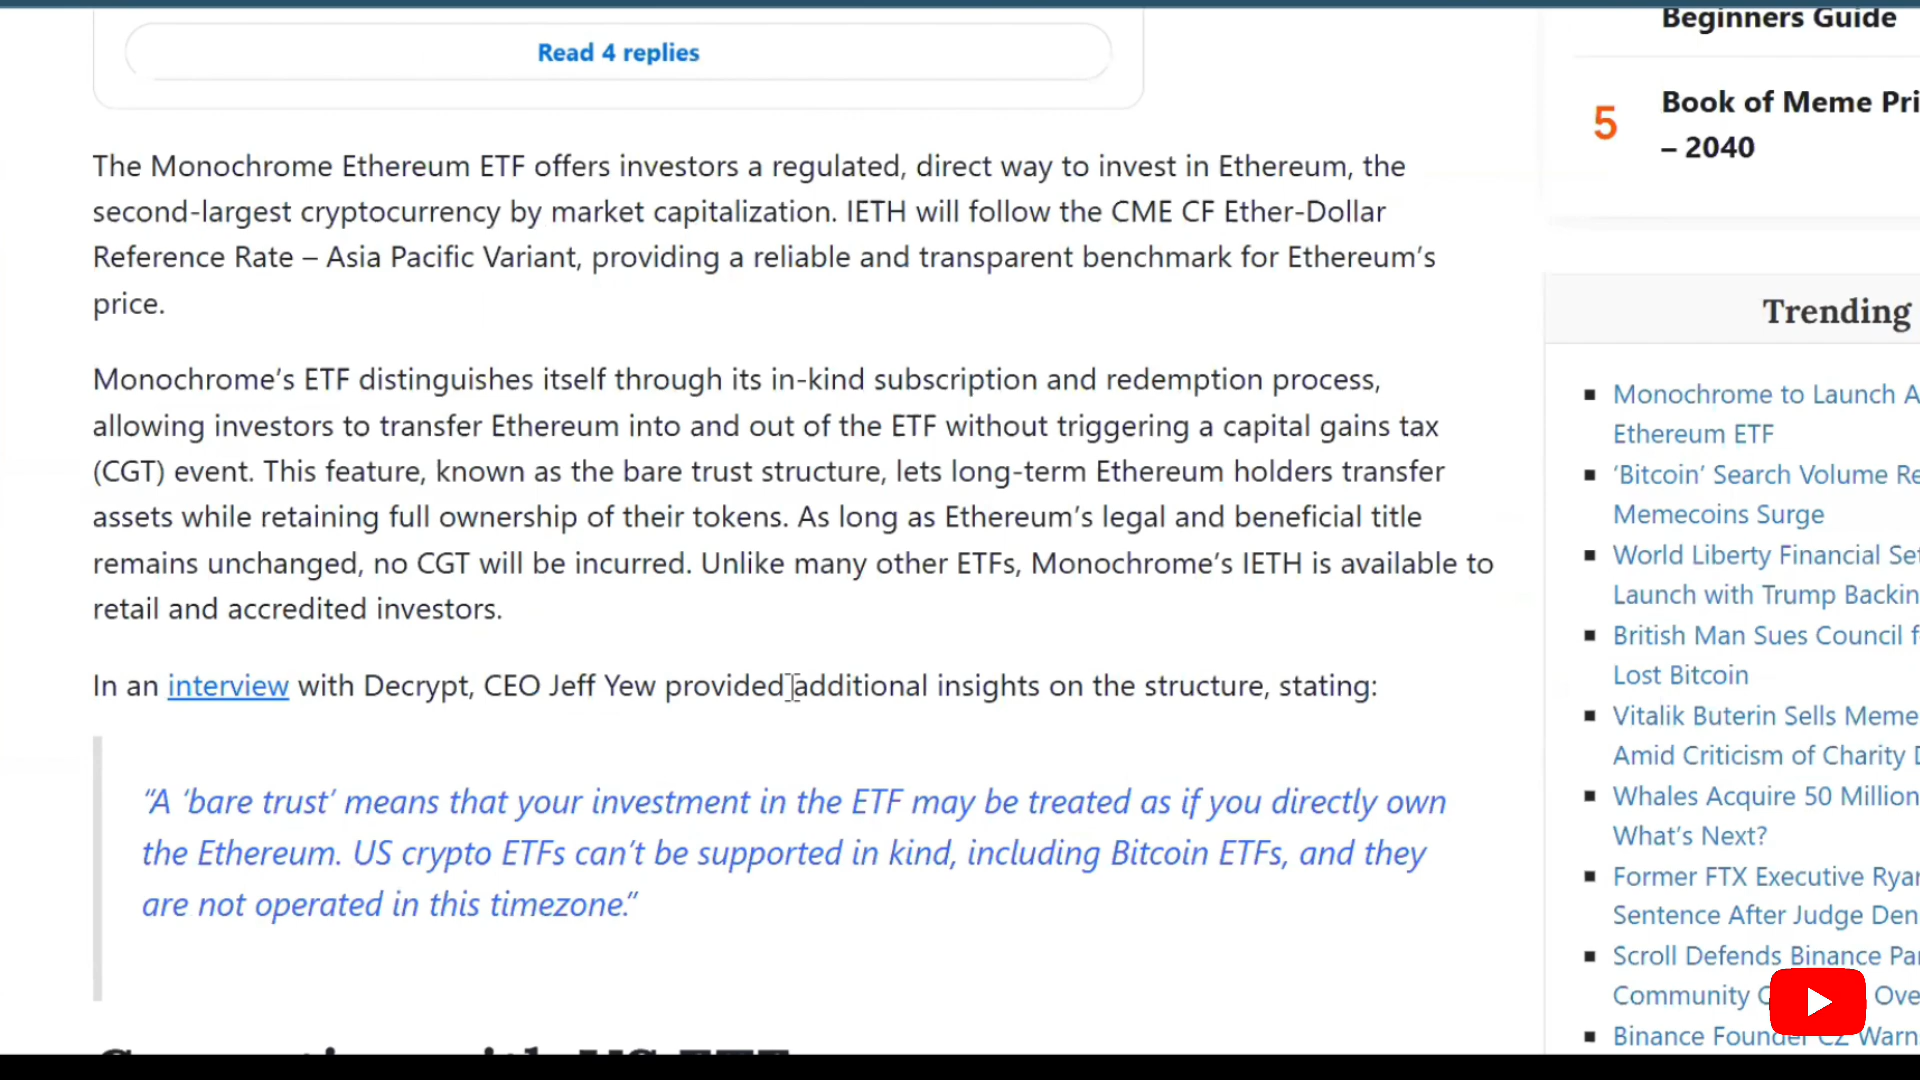 Read 4 replies
The Monochrome Ethereum ETF offers investors a regulated, direct way to invest in Ethereum, the
second-largest cryptocurrency by market capitalization. IETH will follow the CME CF Ether-Dollar
Reference Rate – Asia Pacific Variant, providing a reliable and transparent benchmark for Ethereum’s
price.
Monochrome’s ETF distinguishes itself through its in-kind subscription and redemption process,
allowing investors to transfer Ethereum into and out of the ETF without triggering a capital gains tax
(CGT) event. This feature, known as the bare trust structure, lets long-term Ethereum holders transfer
assets while retaining full ownership of their tokens. As long as Ethereum’s legal and beneficial title
remains unchanged, no CGT will be incurred. Unlike many other ETFs, Monochrome’s IETH is available to
retail and accredited investors.
In an interview with Decrypt, CEO Jeff Yew provided additional insights on the structure, stating:
“A ‘bare trust’ means that your investment in the ETF may be treated as if you directly own
the Ethereum. US crypto ETFs can’t be supported in kind, including Bitcoin ETFs, and they
are not operated in this timezone.”
Beginners Guide
5
Book of Meme Pri
– 2040
Trending
Monochrome to Launch A
Ethereum ETF
‘Bitcoin’ Search Volume Re
Memecoins Surge
World Liberty Financial Set
Launch with Trump Backin
British Man Sues Council f
Lost Bitcoin
Vitalik Buterin Sells Meme
Amid Criticism of Charity
Whales Acquire 50 Million
What’s Next?
Former FTX Executive Ryan
Sentence After Judge Den
Scroll Defends Binance Par
Community Ove
Binance Founder CZ Warn